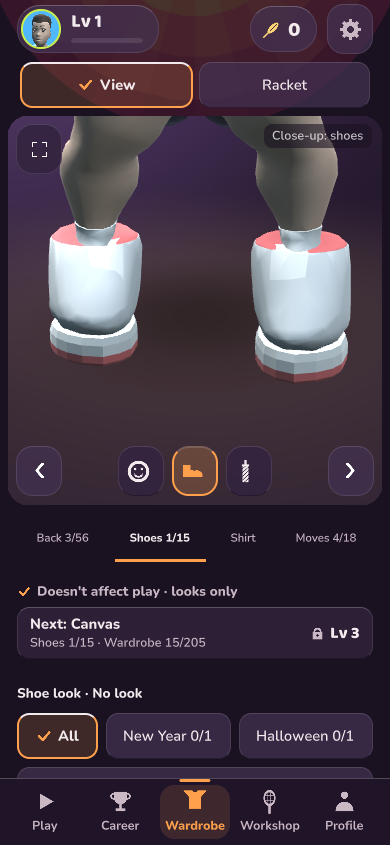 Lv 1
0
View
Racket
Close-up: shoes
Back 3/56
Shoes 1/15
Shirt
Moves 4/18
Doesn't affect play · looks only
Next: Canvas
Shoes 1/15 · Wardrobe 15/205
Lv 3
Shoe look · No look
All
New Year 0/1
Halloween 0/1
Play
Career
Wardrobe
Workshop
Profile